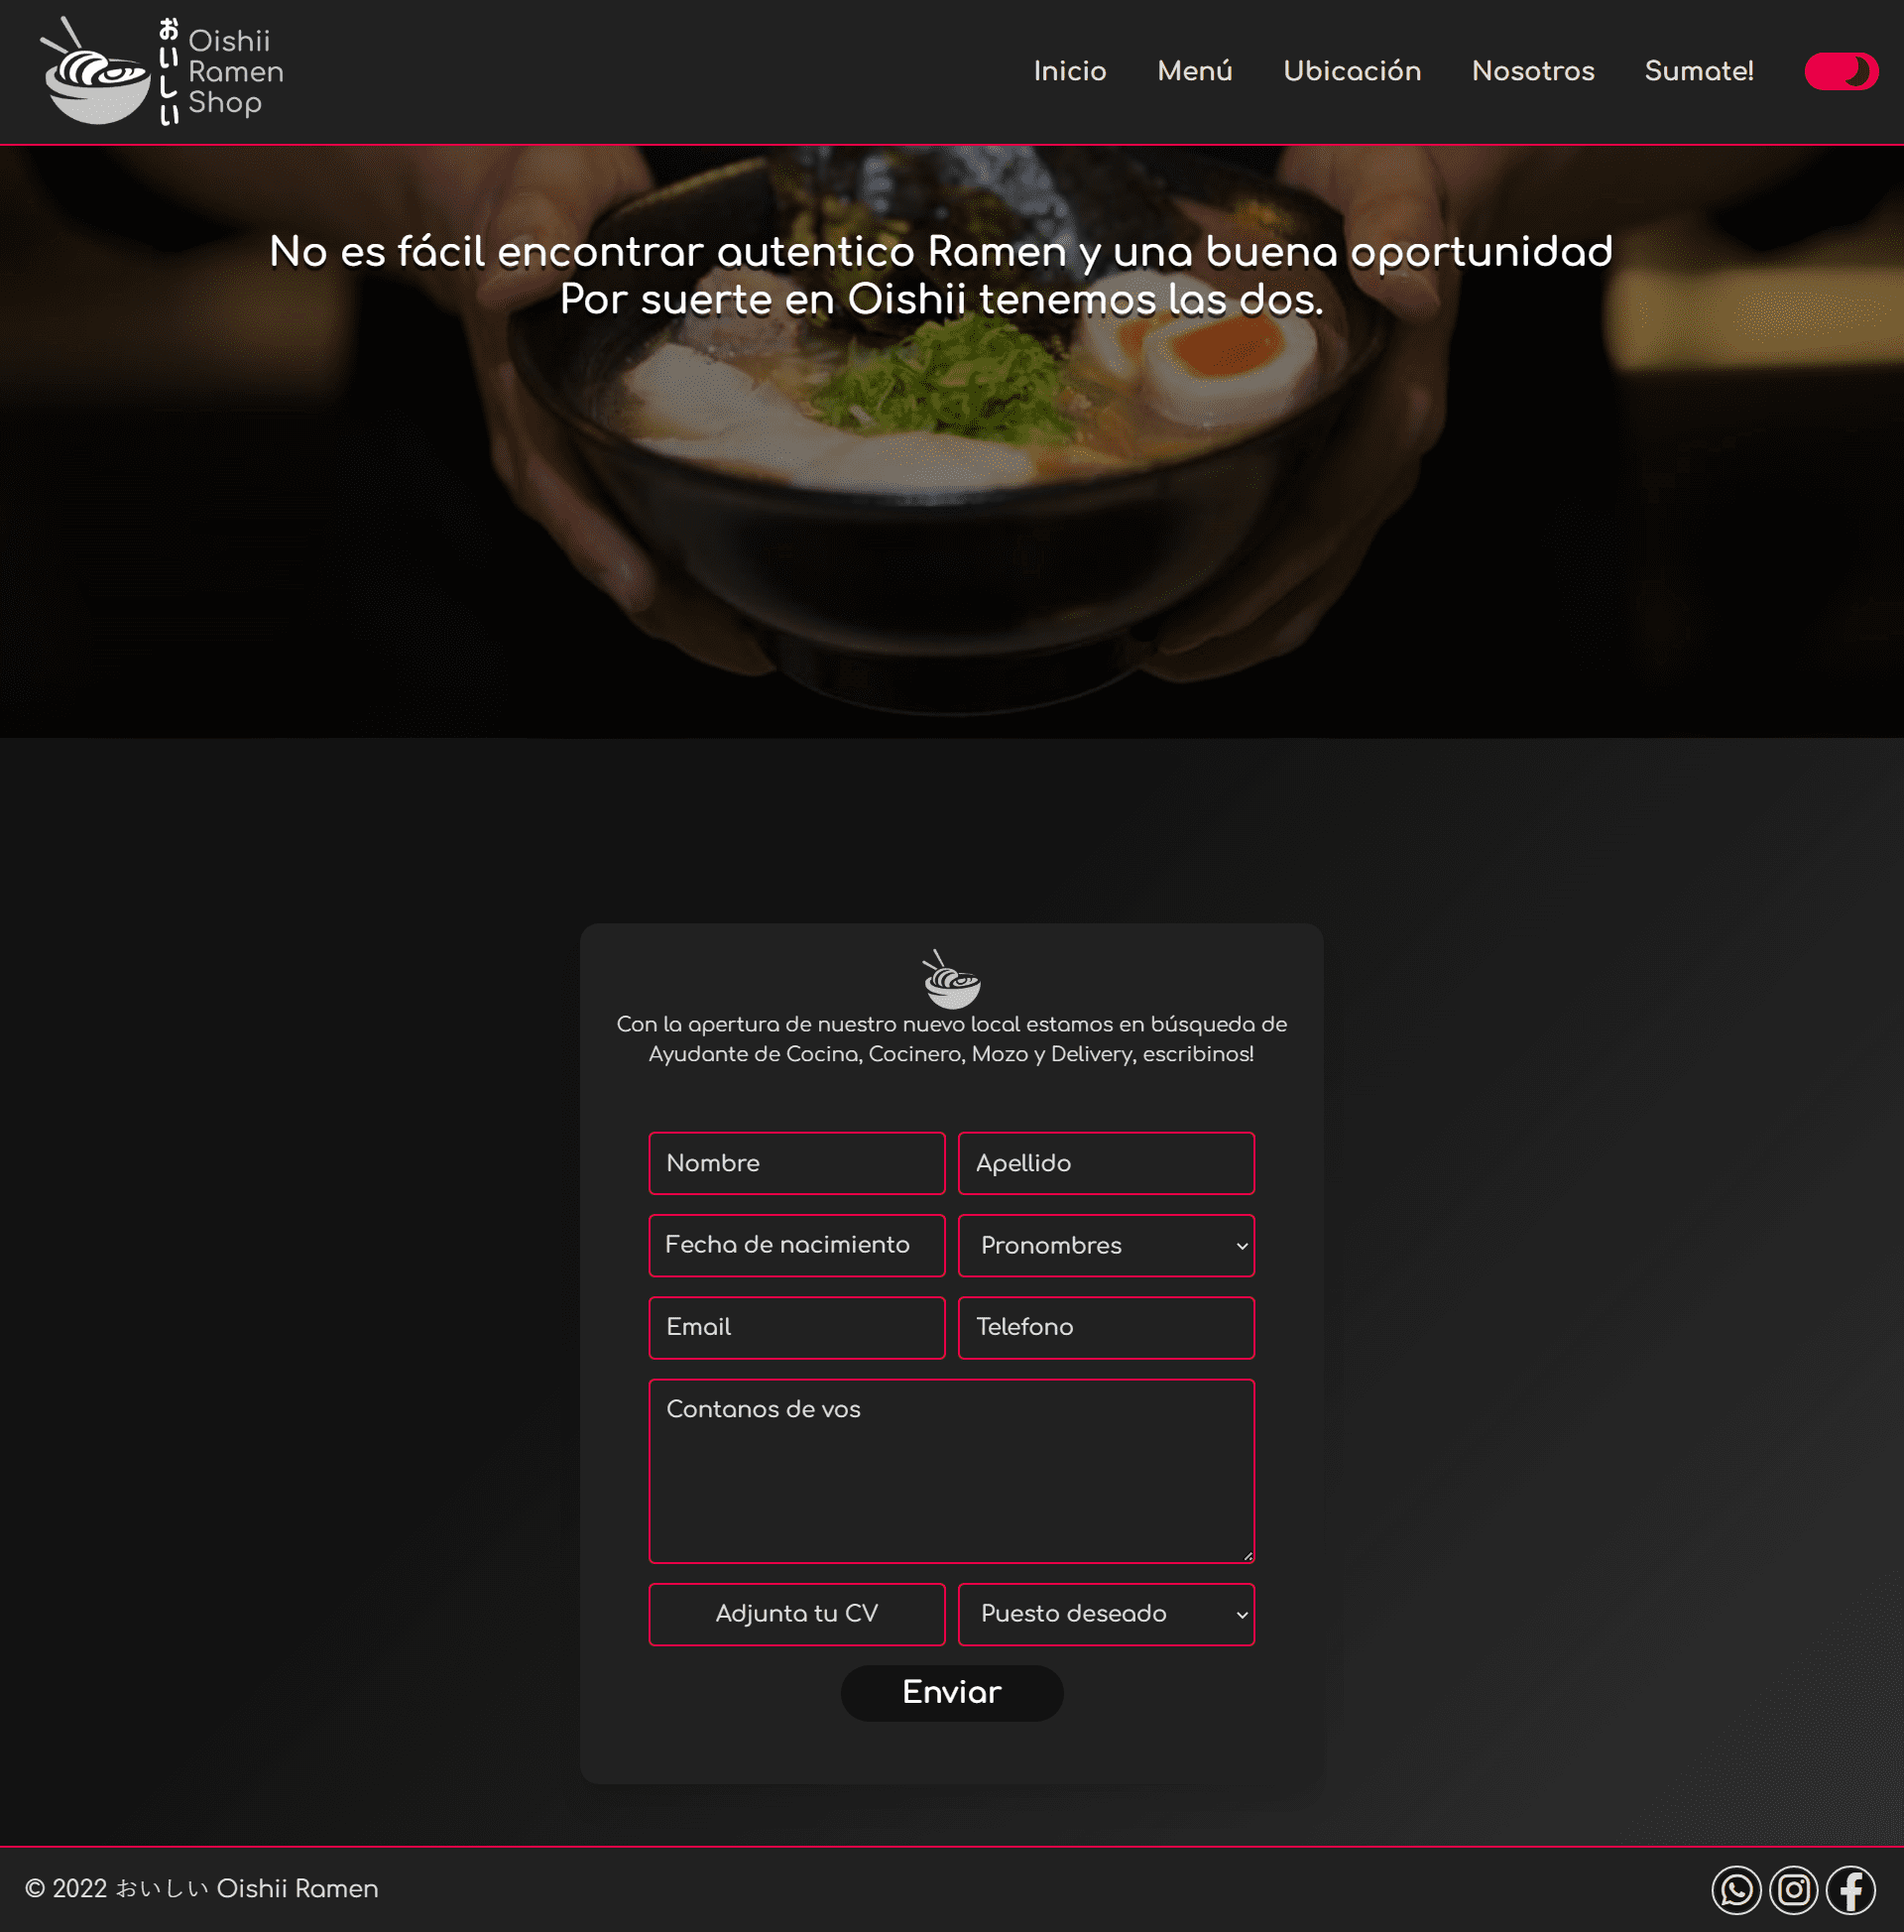 おいしい
Oishii
Ramen
Shop
Inicio Menú Ubicación Nosotros Sumate!
No es fácil encontrar autentico Ramen y una buena oportunidad
Por suerte en Oishii tenemos las dos.
Con la apertura de nuestro nuevo local estamos en búsqueda de
Ayudante de Cocina, Cocinero, Mozo y Delivery, escribinos!
Nombre Apellido
Fecha de nacimiento Pronombres
Email Telefono
Contanos de vos
Adjunta tu CV Puesto deseado
Enviar
© 2022 おいしい Oishii Ramen